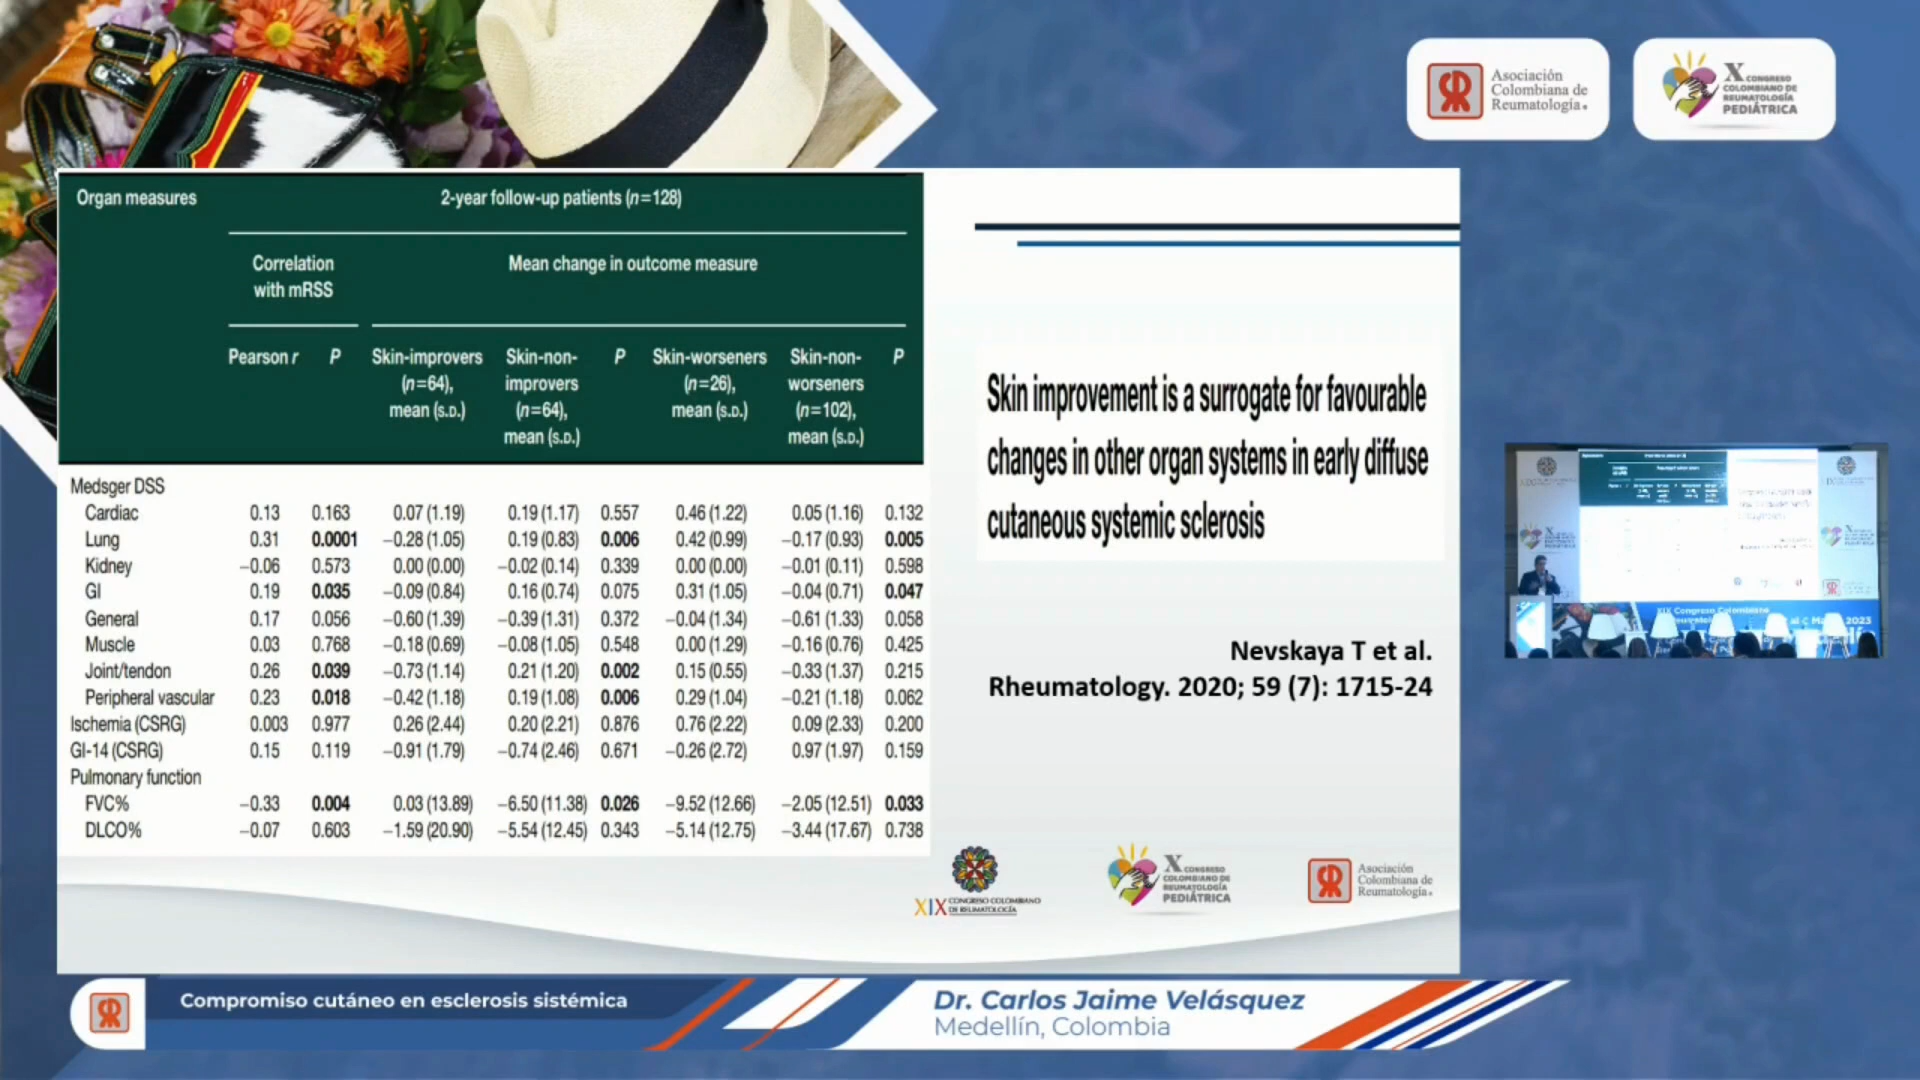 Asociación
Colombiana de
Reumatología.
X CONGRESO
COLOMBIANO DE
REUMATOLOGÍA
PEDIÁTRICA
Organ measures
2-year follow-up patients (n=128)
Correlation
with mRSS
Mean change in outcome measure
Pearson r P Skin-improvers (n=64), mean (S.D.) Skin-non-improvers (n=64), mean (S.D.) P Skin-worseners (n=26), mean (S.D.) Skin-non-worseners (n=102), mean (S.D.) P
Medsger DSS
Cardiac 0.13 0.163 0.07 (1.19) 0.19 (1.17) 0.557 0.46 (1.22) 0.05 (1.16) 0.132
Lung 0.31 0.0001 −0.28 (1.05) 0.19 (0.83) 0.006 0.42 (0.99) −0.17 (0.93) 0.005
Kidney −0.06 0.573 0.00 (0.00) −0.02 (0.14) 0.339 0.00 (0.00) −0.01 (0.11) 0.598
GI 0.19 0.035 −0.09 (0.84) 0.16 (0.74) 0.075 0.31 (1.05) −0.04 (0.71) 0.047
General 0.17 0.056 −0.60 (1.39) −0.39 (1.31) 0.372 −0.04 (1.34) −0.61 (1.33) 0.058
Muscle 0.03 0.768 −0.18 (0.69) −0.08 (1.05) 0.548 0.00 (1.29) −0.16 (0.76) 0.425
Joint/tendon 0.26 0.039 −0.73 (1.14) 0.21 (1.20) 0.002 0.15 (0.55) −0.33 (1.37) 0.215
Peripheral vascular 0.23 0.018 −0.42 (1.18) 0.19 (1.08) 0.006 0.29 (1.04) −0.21 (1.18) 0.062
Ischemia (CSRG) 0.003 0.977 0.26 (2.44) 0.20 (2.21) 0.876 0.76 (2.22) 0.09 (2.33) 0.200
GI-14 (CSRG) 0.15 0.119 −0.91 (1.79) −0.74 (2.46) 0.671 −0.26 (2.72) 0.97 (1.97) 0.159
Pulmonary function
FVC% −0.33 0.004 0.03 (13.89) −6.50 (11.38) 0.026 −9.52 (12.66) −2.05 (12.51) 0.033
DLCO% −0.07 0.603 −1.59 (20.90) −5.54 (12.45) 0.343 −5.14 (12.75) −3.44 (17.67) 0.738
Skin improvement is a surrogate for favourable
changes in other organ systems in early diffuse
cutaneous systemic sclerosis
Nevskaya T et al.
Rheumatology. 2020; 59 (7): 1715-24
XIX CONGRESO COLOMBIANO
DE REUMATOLOGÍA
X CONGRESO
COLOMBIANO DE
REUMATOLOGÍA
PEDIÁTRICA
Asociación
Colombiana de
Reumatología.
XIX Congreso Colombiano
2023
Compromiso cutáneo en esclerosis sistémica
Dr. Carlos Jaime Velásquez
Medellín, Colombia